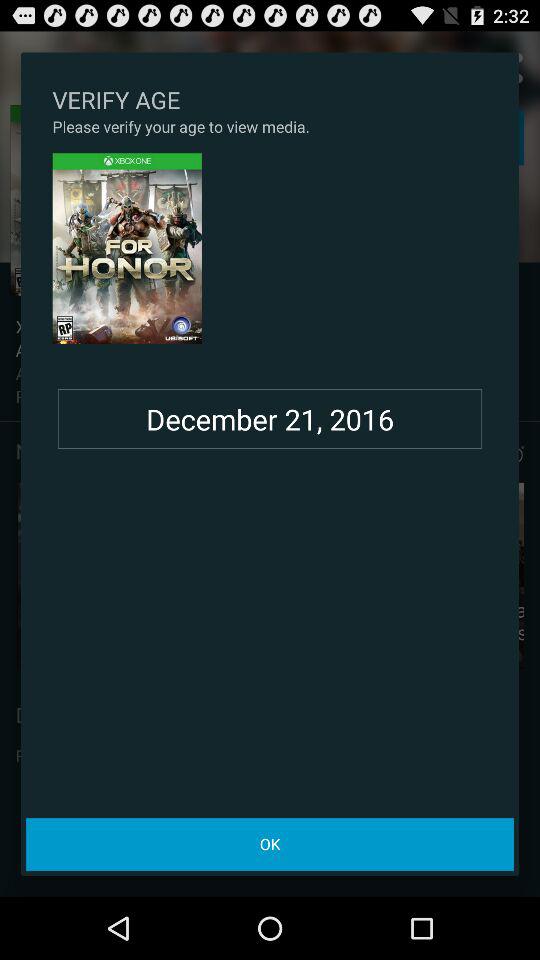 2:32
VERIFY AGE
Please verify your age to view media.
XBOX ONE
FOR
HONOR
RP
UBISOFT
December 21, 2016
OK